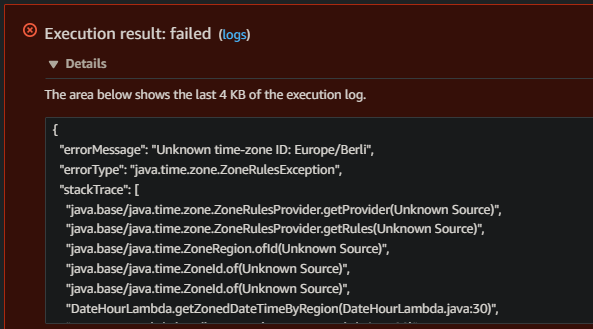 Execution result: failed (logs)
Details
The area below shows the last 4 KB of the execution log.
{
"errorMessage": "Unknown time-zone ID: Europe/Berli",
"errorType": "java.time.zone.ZoneRulesException",
"stackTrace": [
"java.base/java.time.zone.ZoneRulesProvider.getProvider(Unknown Source)",
"java.base/java.time.zone.ZoneRulesProvider.getRules(Unknown Source)",
"java.base/java.time.ZoneRegion.ofId(Unknown Source)",
"java.base/java.time.ZoneId.of(Unknown Source)",
"java.base/java.time.ZoneId.of(Unknown Source)",
"DateHourLambda.getZonedDateTimeByRegion(DateHourLambda.java:30)",